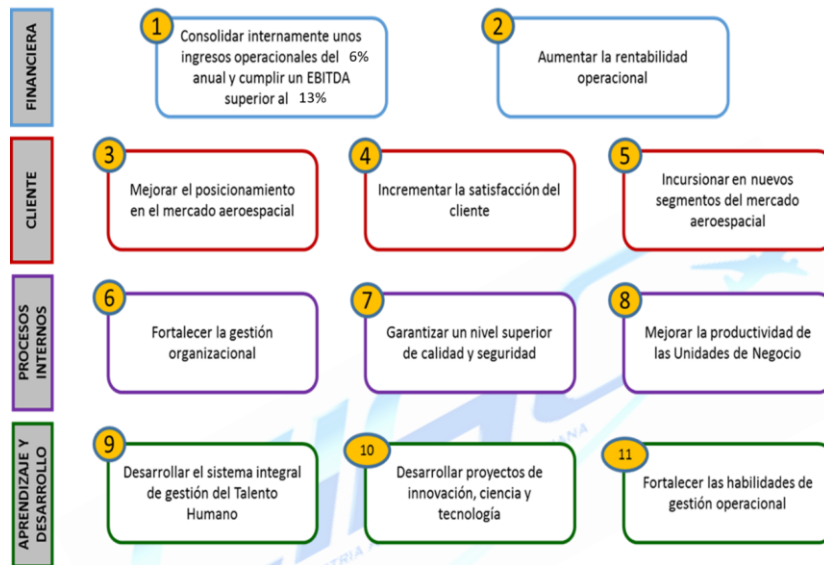 FINANCIERA
1
Consolidar internamente unos
ingresos operacionales del 6%
anual y cumplir un EBITDA
superior al 13%
2
Aumentar la rentabilidad
operacional
CLIENTE
3
Mejorar el posicionamiento
en el mercado aeroespacial
4
Incrementar la satisfacción del
cliente
5
Incursionar en nuevos
segmentos del mercado
aeroespacial
PROCESOS
INTERNOS
6
Fortalecer la gestión
organizacional
7
Garantizar un nivel superior
de calidad y seguridad
8
Mejorar la productividad de
las Unidades de Negocio
APRENDIZAJE Y
DESARROLLO
9
Desarrollar el sistema integral
de gestión del Talento
Humano
10
Desarrollar proyectos de
innovación, ciencia y
tecnología
11
Fortalecer las habilidades de
gestión operacional